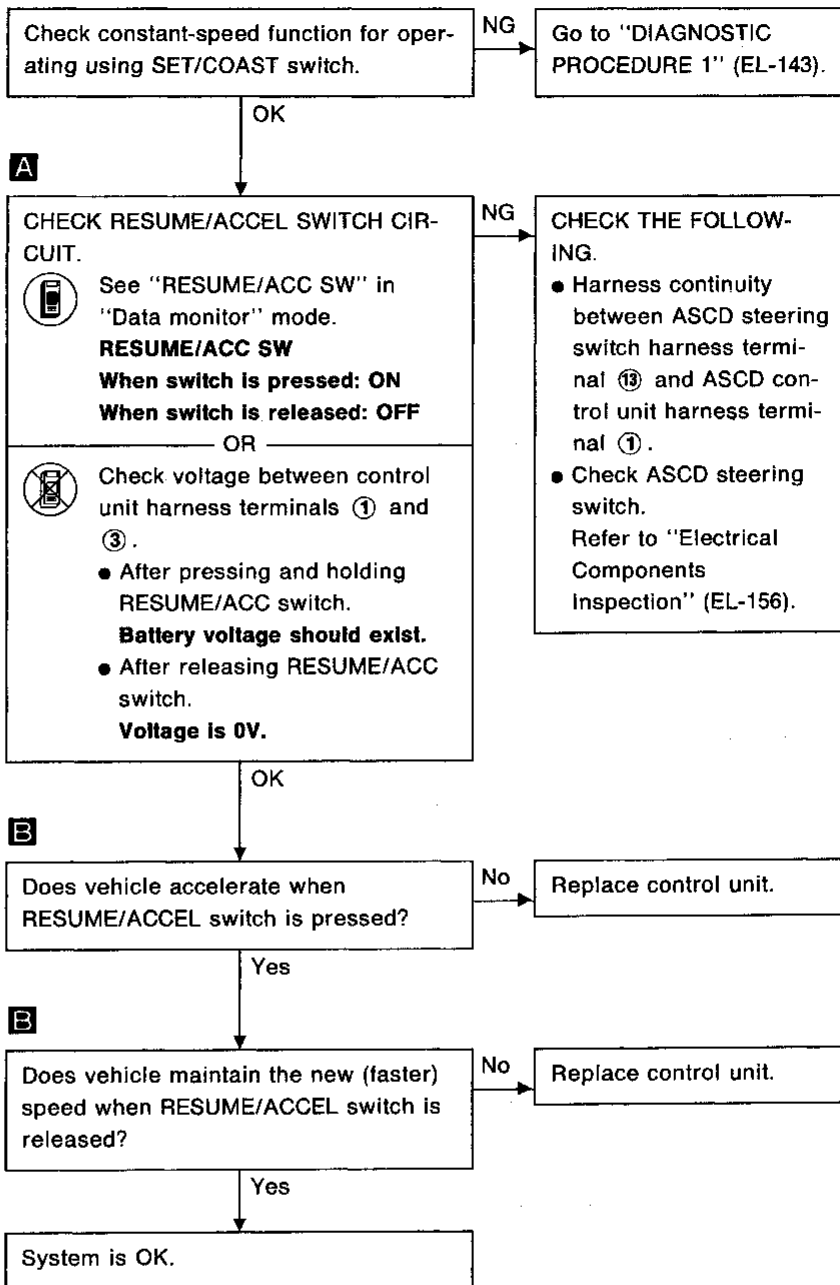 Check constant-speed function for oper-
ating using SET/COAST switch.
NG
Go to "DIAGNOSTIC
PROCEDURE 1" (EL-143).
OK
A
CHECK RESUME/ACCEL SWITCH CIR-
CUIT.
See "RESUME/ACC SW" in
"Data monitor" mode.
RESUME/ACC SW
When switch is pressed: ON
When switch is released: OFF
OR
Check voltage between control
unit harness terminals ① and
③.
● After pressing and holding
RESUME/ACC switch.
Battery voltage should exist.
● After releasing RESUME/ACC
switch.
Voltage is 0V.
NG
CHECK THE FOLLOW-
ING.
● Harness continuity
between ASCD steering
switch harness termi-
nal ⑬ and ASCD con-
trol unit harness termi-
nal ①.
● Check ASCD steering
switch.
Refer to "Electrical
Components
Inspection" (EL-156).
OK
B
Does vehicle accelerate when
RESUME/ACCEL switch is pressed?
No
Replace control unit.
Yes
B
Does vehicle maintain the new (faster)
speed when RESUME/ACCEL switch is
released?
No
Replace control unit.
Yes
System is OK.